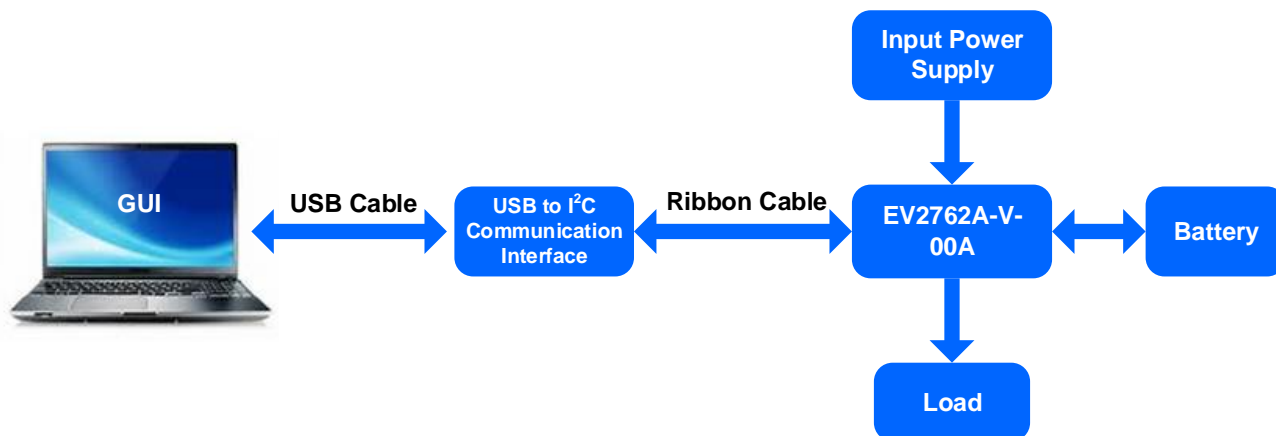 Input Power
Supply
GUI
USB Cable
USB to I²C
Communication
Interface
Ribbon Cable
EV2762A-V-
00A
Battery
Load